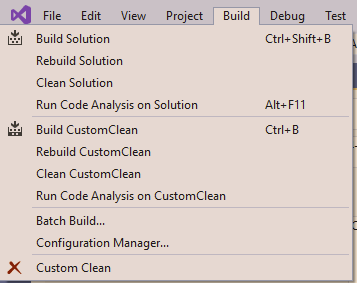 File Edit View Project Build Debug Test
Build Solution Ctrl+Shift+B
Rebuild Solution
Clean Solution
Run Code Analysis on Solution Alt+F11
Build CustomClean Ctrl+B
Rebuild CustomClean
Clean CustomClean
Run Code Analysis on CustomClean
Batch Build...
Configuration Manager...
Custom Clean